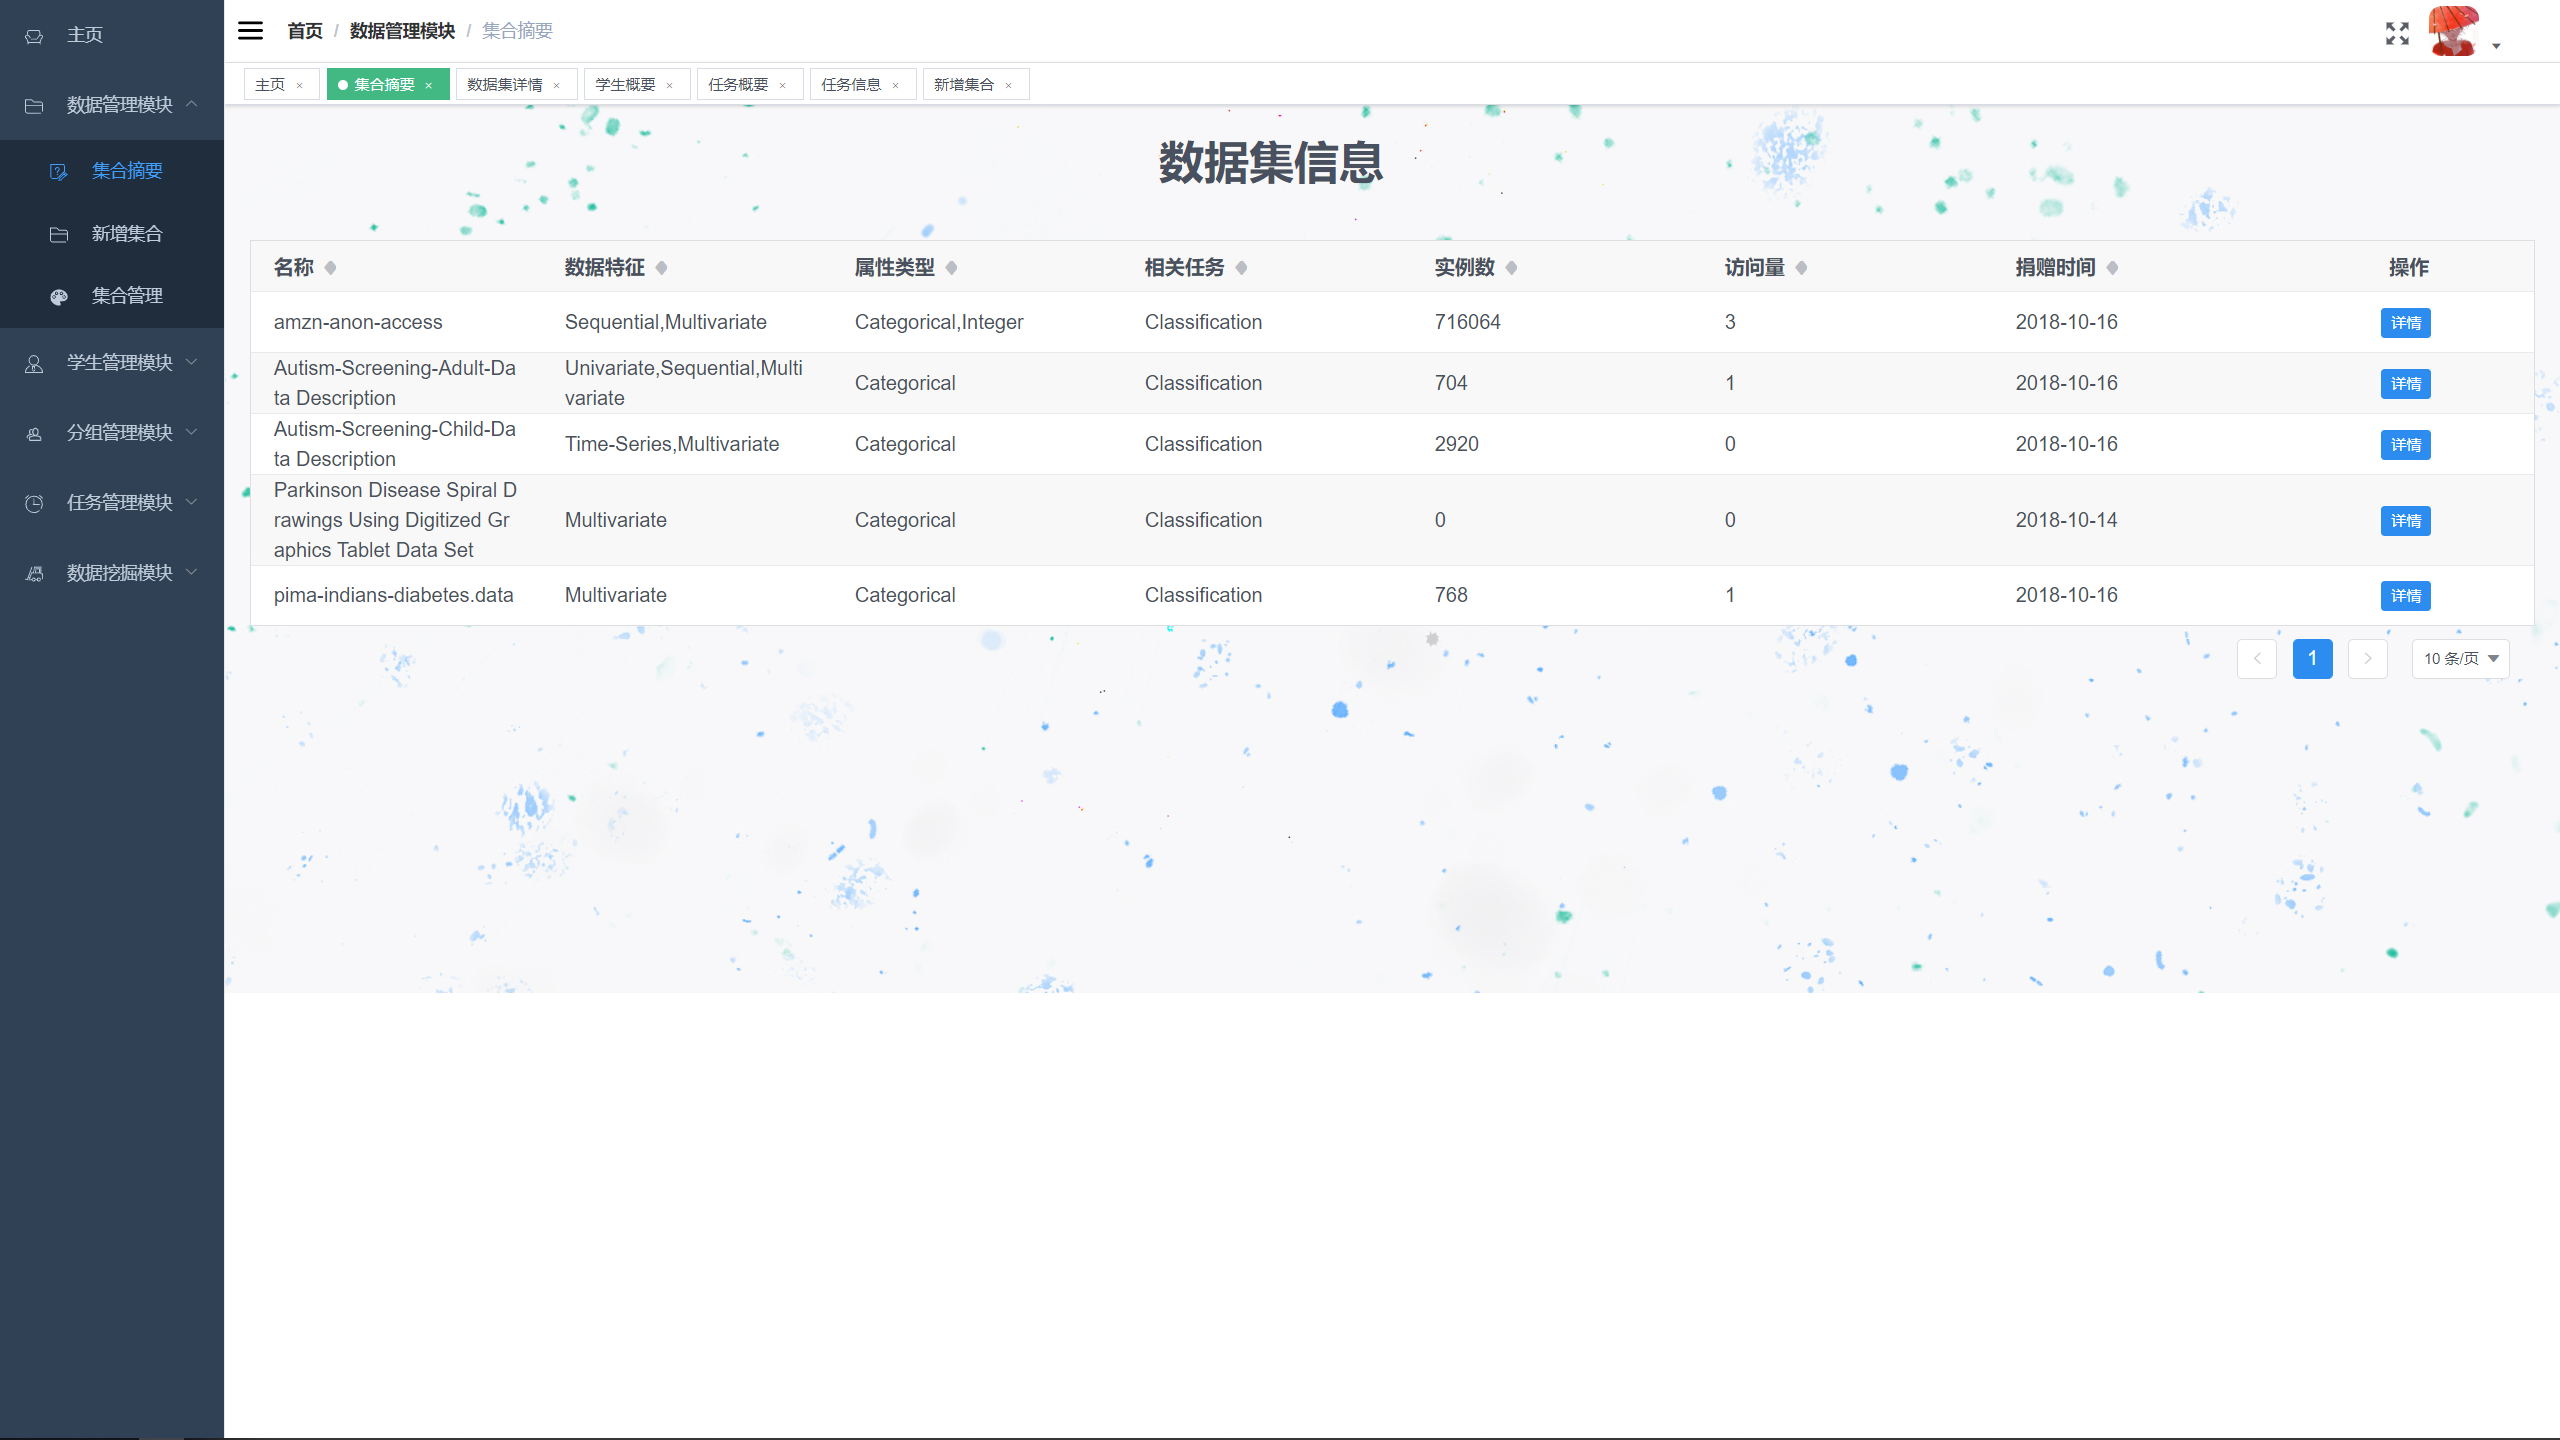 主页
数据管理模块
集合摘要
新增集合
集合管理
学生管理模块
分组管理模块
任务管理模块
数据挖掘模块
首页 / 数据管理模块 / 集合摘要
主页 × 集合摘要 × 数据集详情 × 学生概要 × 任务概要 × 任务信息 × 新增集合 ×
数据集信息
名称 数据特征 属性类型 相关任务 实例数 访问量 捐赠时间 操作
amzn-anon-access Sequential,Multivariate Categorical,Integer Classification 716064 3 2018-10-16 详情
Autism-Screening-Adult-Da
ta Description
Univariate,Sequential,Multi
variate
Categorical Classification 704 1 2018-10-16 详情
Autism-Screening-Child-Da
ta Description
Time-Series,Multivariate Categorical Classification 2920 0 2018-10-16 详情
Parkinson Disease Spiral D
rawings Using Digitized Gr
aphics Tablet Data Set
Multivariate Categorical Classification 0 0 2018-10-14 详情
pima-indians-diabetes.data Multivariate Categorical Classification 768 1 2018-10-16 详情
1 10 条/页